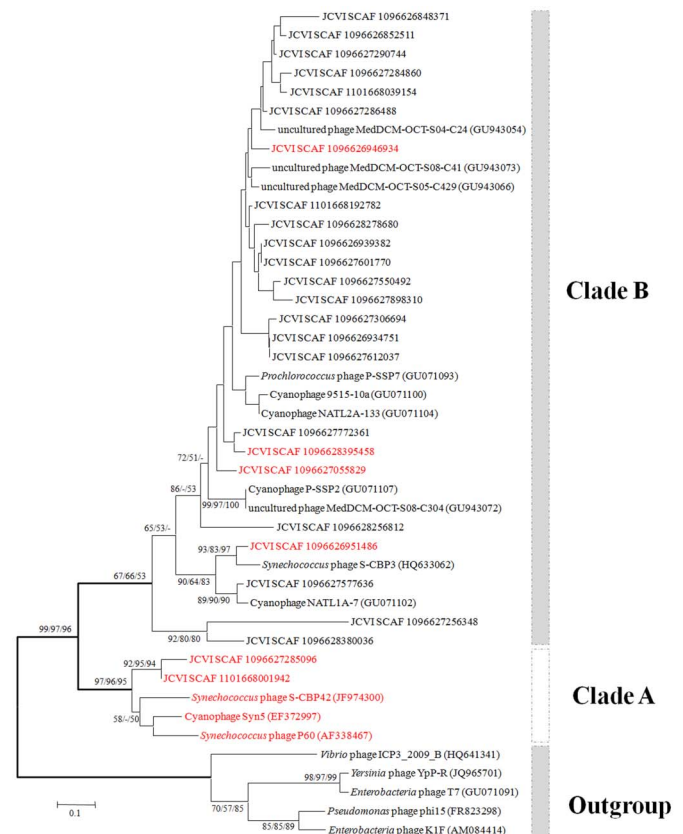 JCVI SCAF 1096626848371
JCVI SCAF 1096626852511
JCVI SCAF 1096627290744
JCVI SCAF 1096627284860
JCVI SCAF 1101668039154
JCVI SCAF 1096627286488
uncultured phage MedDCM-OCT-S04-C24 (GU943054)
JCVI SCAF 1096626946934
uncultured phage MedDCM-OCT-S08-C41 (GU943073)
uncultured phage MedDCM-OCT-S05-C429 (GU943066)
JCVI SCAF 1101668192782
JCVI SCAF 1096628278680
JCVI SCAF 1096626939382
JCVI SCAF 1096627601770
JCVI SCAF 1096627550492
Clade B
JCVI SCAF 1096627898310
JCVI SCAF 1096627306694
JCVI SCAF 1096626934751
JCVI SCAF 1096627612037
Prochlorococcus phage P-SSP7 (GU071093)
Cyanophage 9515-10a (GU071100)
Cyanophage NATL2A-133 (GU071104)
JCVI SCAF 1096627772361
JCVI SCAF 1096628395458
72/51/-
JCVI SCAF 1096627055829
86/-/53
Cyanophage P-SSP2 (GU071107)
99/97/100
uncultured phage MedDCM-OCT-S08-C304 (GU943072)
65/53/-
JCVI SCAF 1096628256812
93/83/97
JCVI SCAF 1096626951486
Synechococcus phage S-CBP3 (HQ633062)
67/66/53
90/64/83
JCVI SCAF 1096627577636
89/90/90
Cyanophage NATL1A-7 (GU071102)
JCVI SCAF 1096627256348
99/97/96
92/80/80
JCVI SCAF 1096628380036
92/95/94
JCVI SCAF 1096627285096
97/96/95
JCVI SCAF 1101668001942
Clade A
Synechococcus phage S-CBP42 (JF974300)
58/-/50
Cyanophage Syn5 (EF372997)
Synechococcus phage P60 (AF338467)
Vibrio phage ICP3_2009_B (HQ641341)
98/97/99
Yersinia phage YpP-R (JQ965701)
Enterobacteria phage T7 (GU071091)
70/57/85
Outgroup
0.1
Pseudomonas phage phi15 (FR823298)
85/85/89
Enterobacteria phage K1F (AM084414)